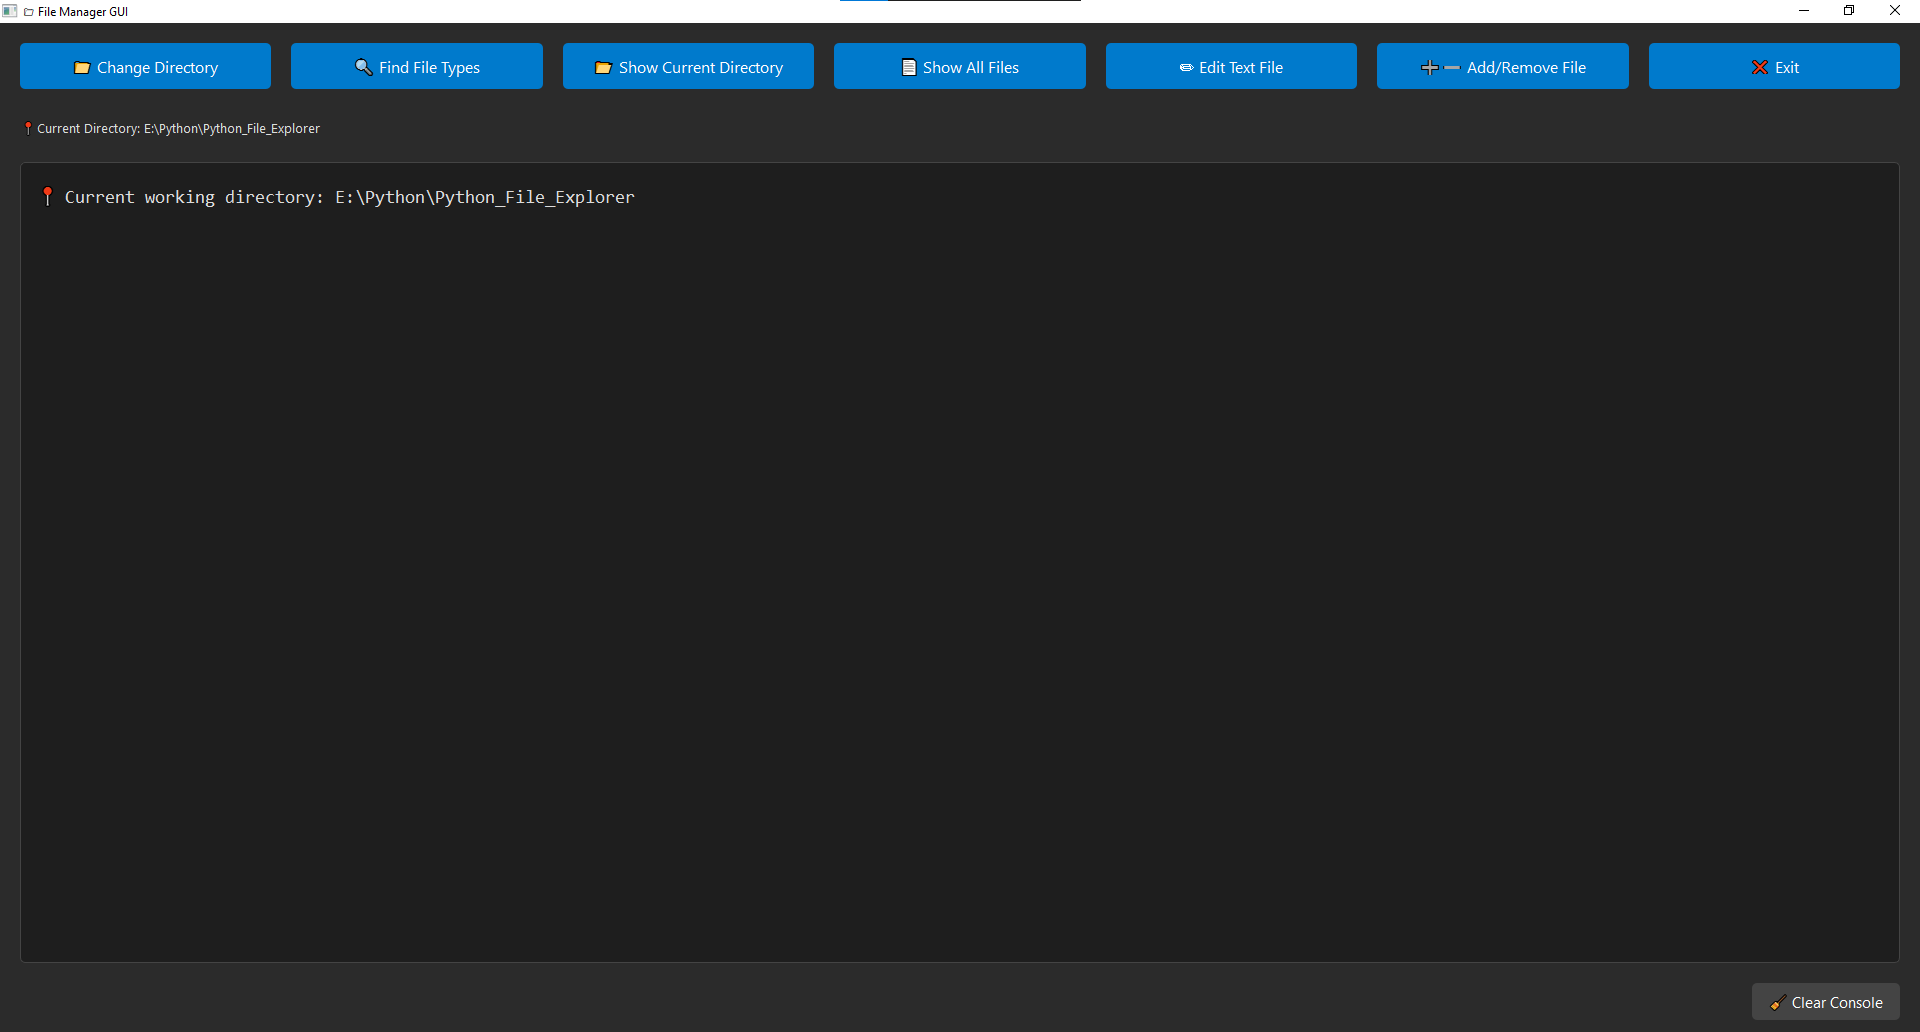 File Manager GUI
Change Directory
Find File Types
Show Current Directory
Show All Files
Edit Text File
Add/Remove File
Exit
Current Directory: E:\Python\Python_File_Explorer
Current working directory: E:\Python\Python_File_Explorer
Clear Console